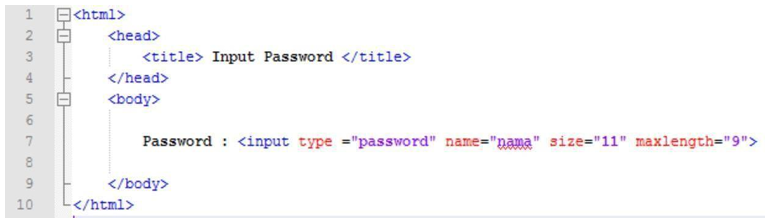 1 <html>
2 <head>
3 <title> Input Password </title>
4 </head>
5 <body>
6
7 Password : <input type ="password" name="nama" size="11" maxlength="9">
8
9 </body>
10 </html>